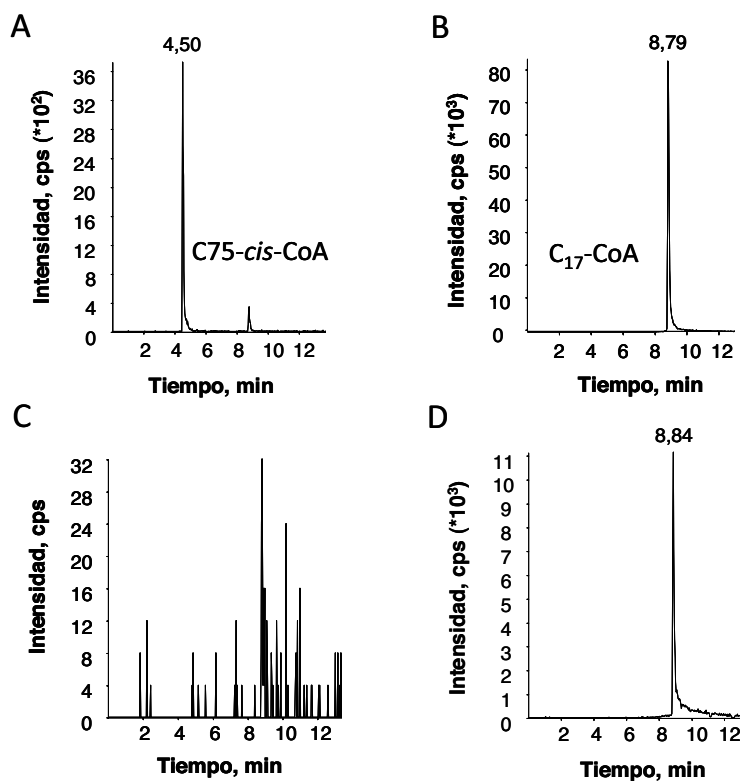 A
4,50
Intensidad, cps (*10²)
36
32
28
24
20
16
12
8
4
0
C75-cis-CoA
2 4 6 8 10 12
Tiempo, min
B
8,79
Intensidad, cps (*10³)
80
70
60
50
40
30
20
10
0
C₁₇-CoA
2 4 6 8 10 12
Tiempo, min
C
Intensidad, cps
32
28
24
20
16
12
8
4
0
2 4 6 8 10 12
Tiempo, min
D
8,84
Intensidad, cps (*10³)
11
10
9
8
7
6
5
4
3
2
1
0
2 4 6 8 10 12
Tiempo, min